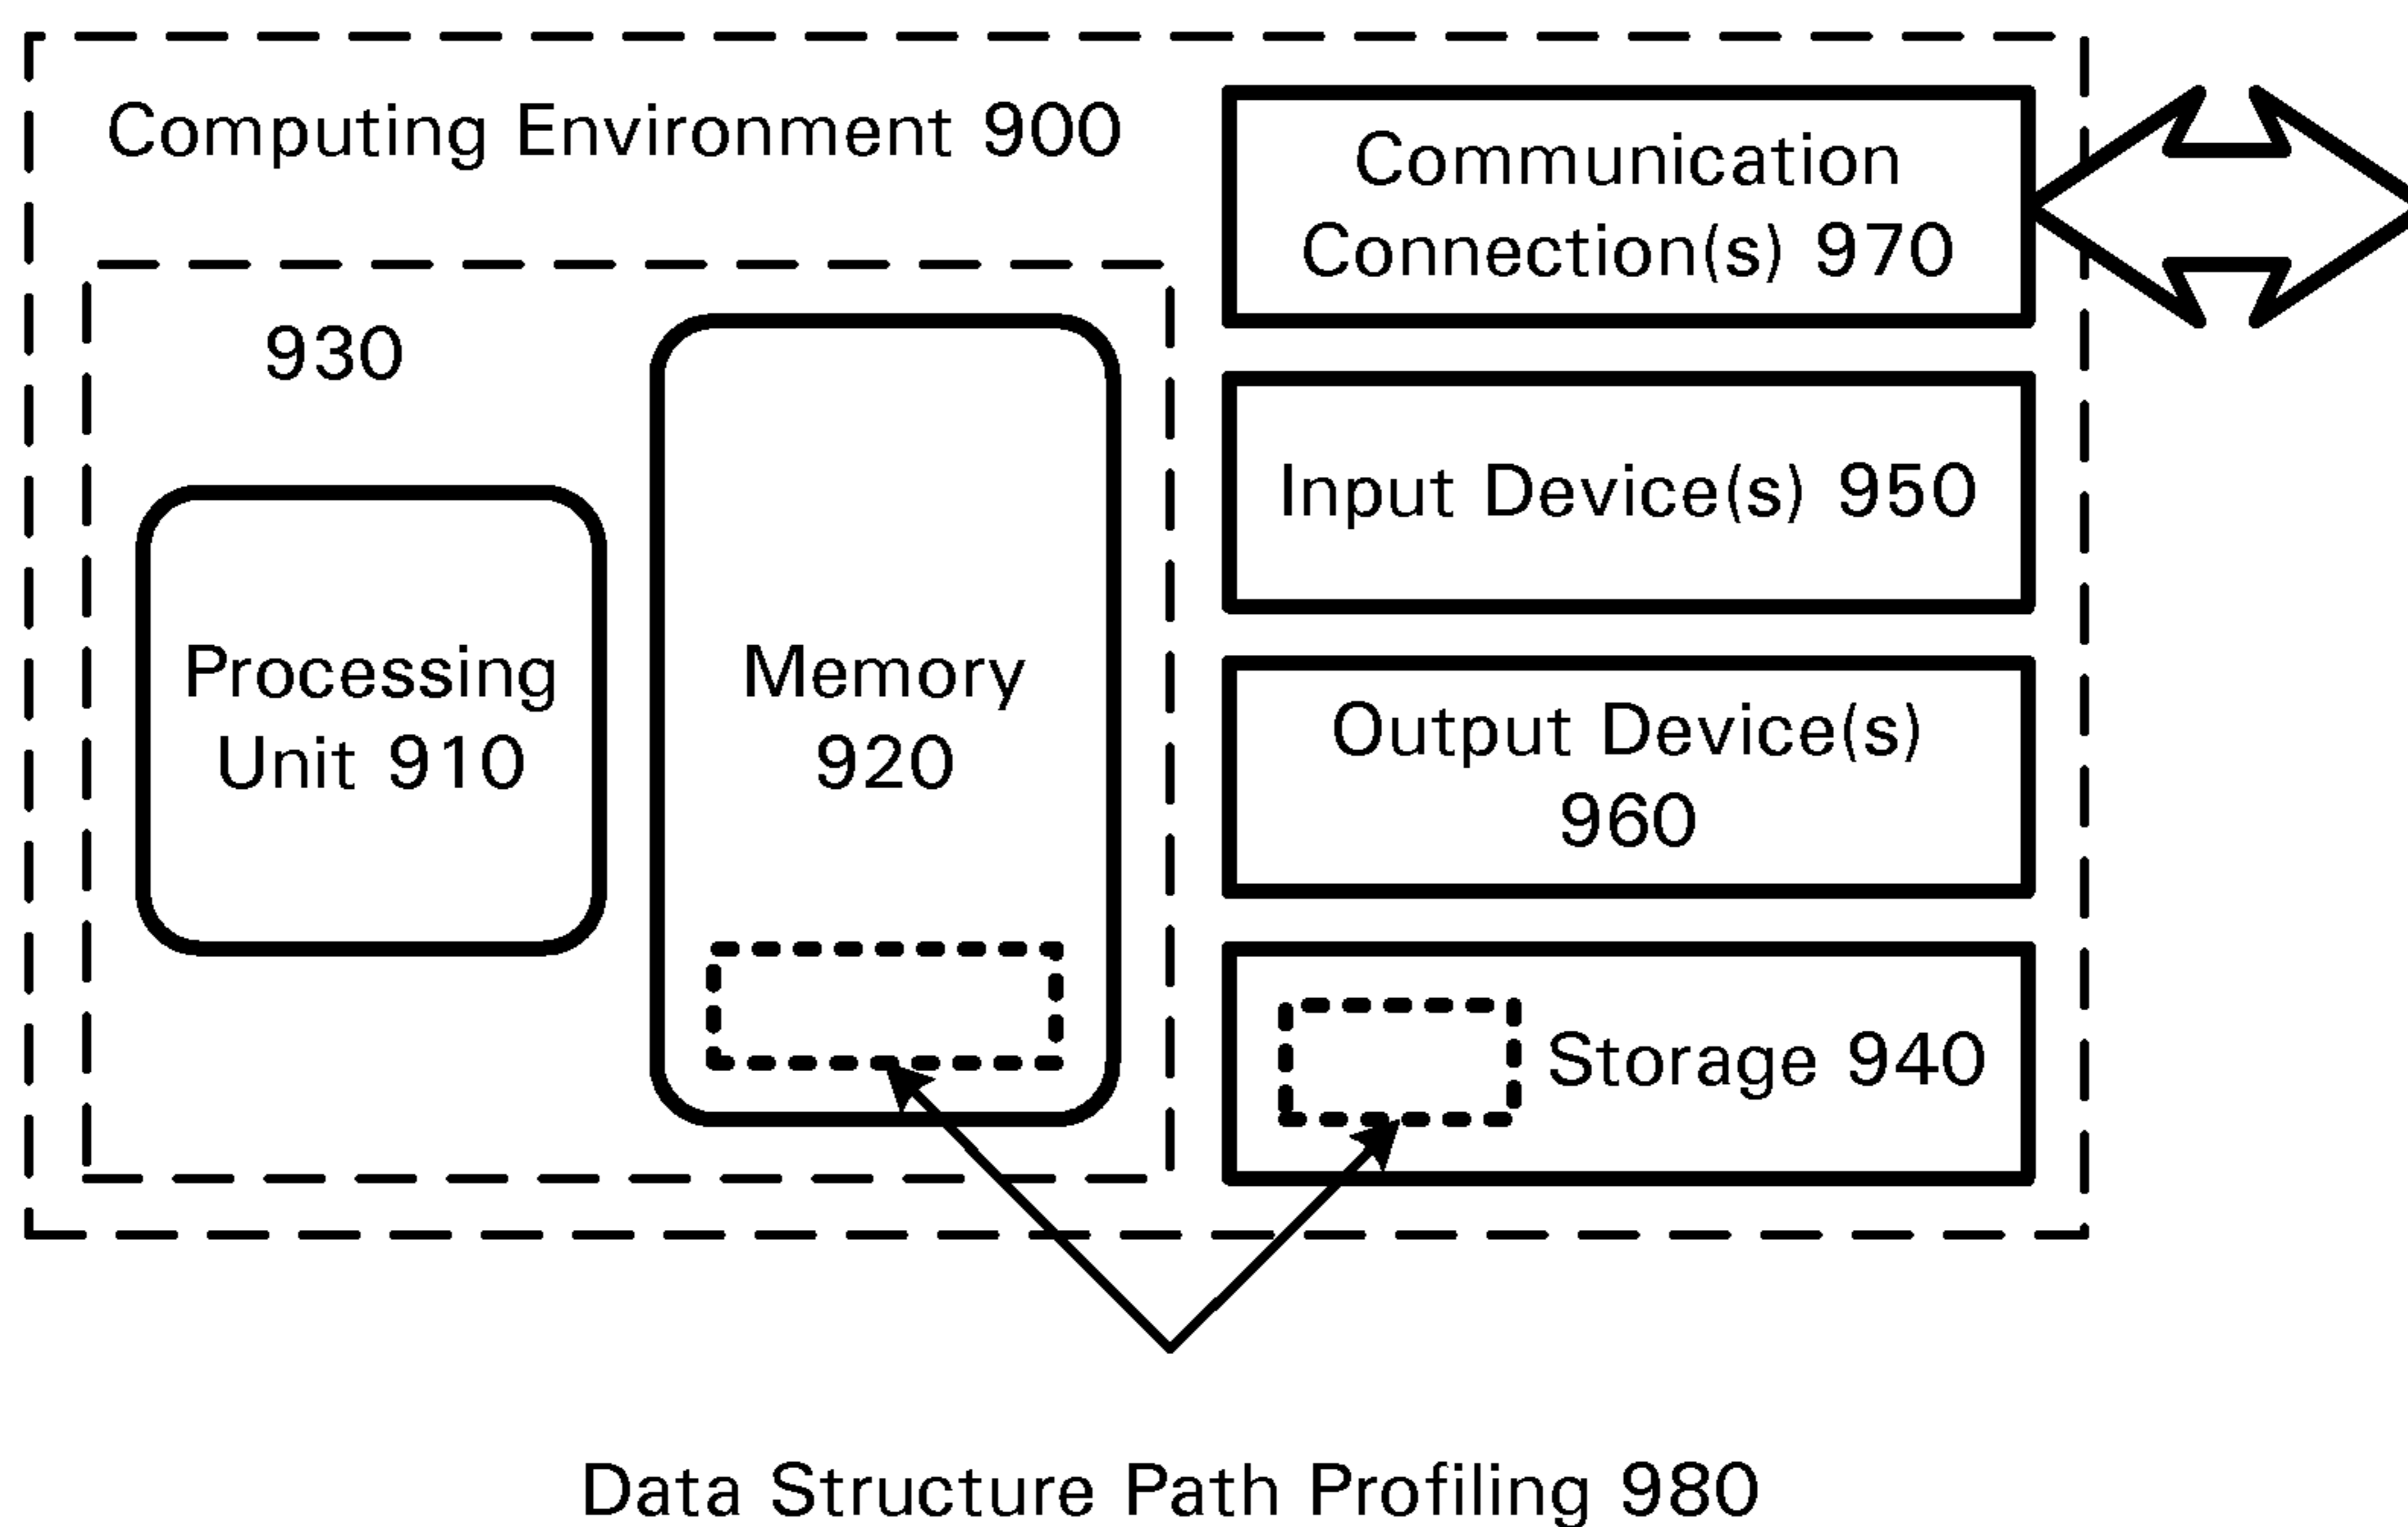 Computing Environment 900
Communication
Connection(s) 970
930
Input Device(s) 950
Processing
Unit 910
Memory
920
Output Device(s)
960
Storage 940
Data Structure Path Profiling 980